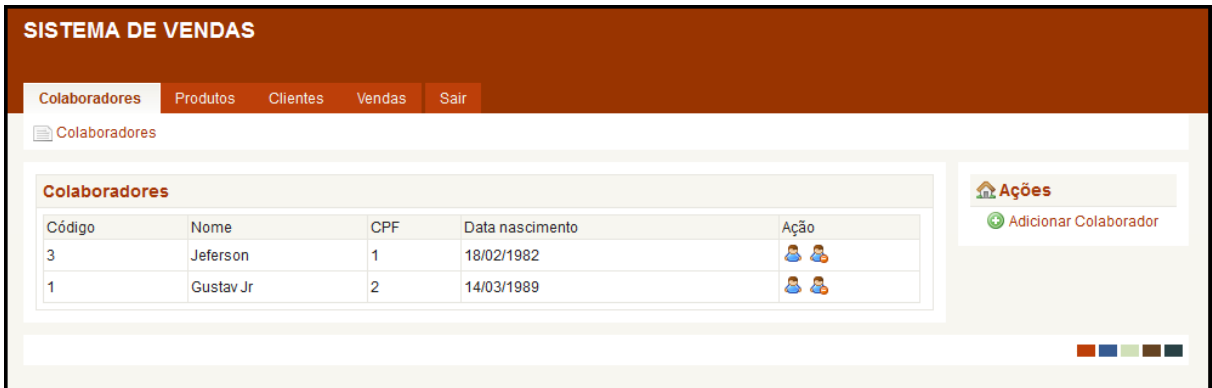 SISTEMA DE VENDAS
Colaboradores Produtos Clientes Vendas Sair
Colaboradores
Colaboradores
Código Nome CPF Data nascimento Ação
3 Jeferson 1 18/02/1982
1 Gustav Jr 2 14/03/1989
Ações
Adicionar Colaborador